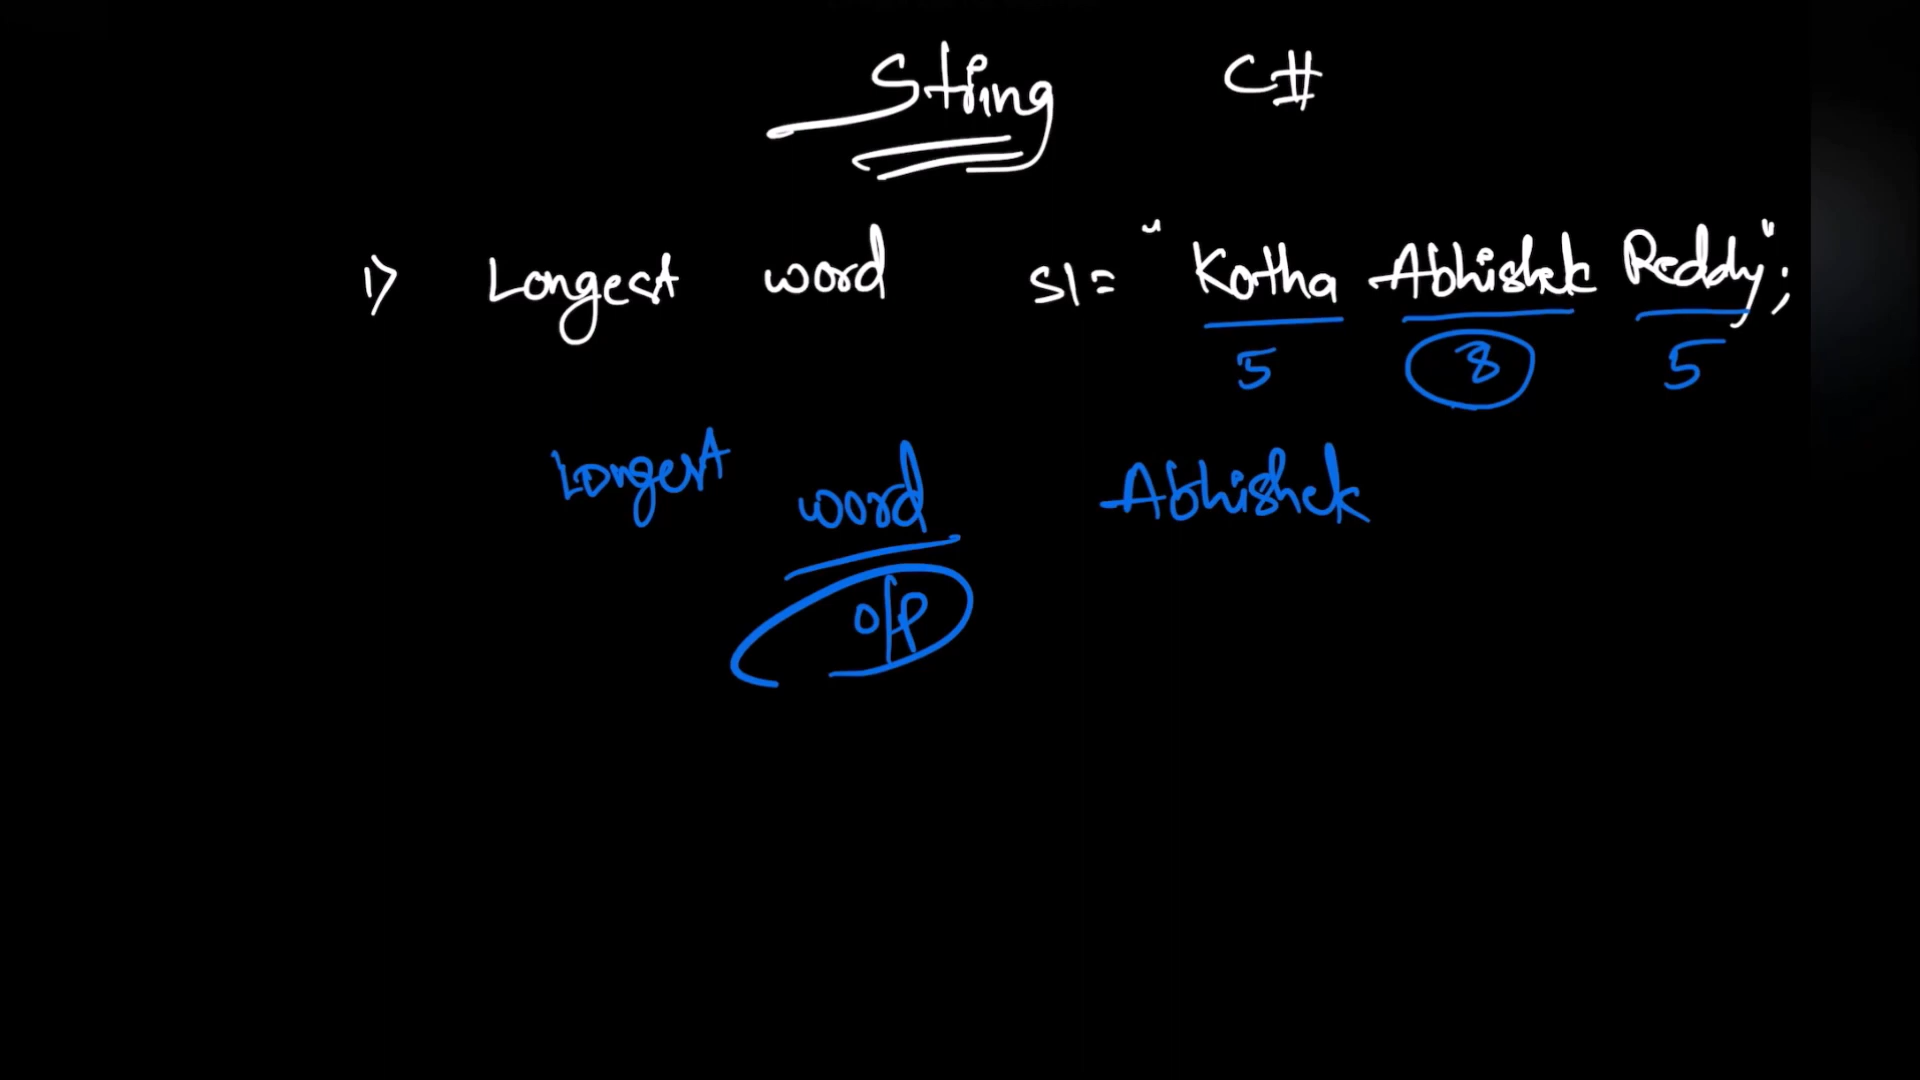 String C#
1) Longest word s1 = "Kotha Abhishek Reddy";
5 8 5
Longest word Abhishek
o/p